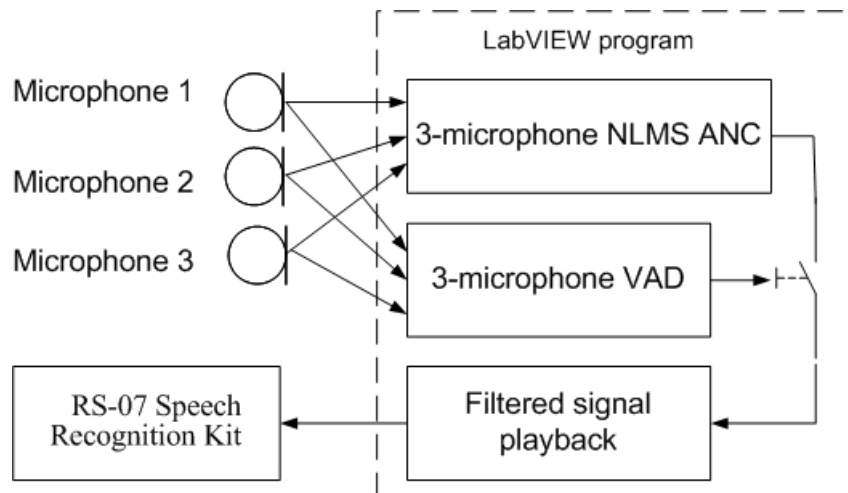 LabVIEW program
Microphone 1
3-microphone NLMS ANC
Microphone 2
Microphone 3
3-microphone VAD
RS-07 Speech
Recognition Kit
Filtered signal
playback